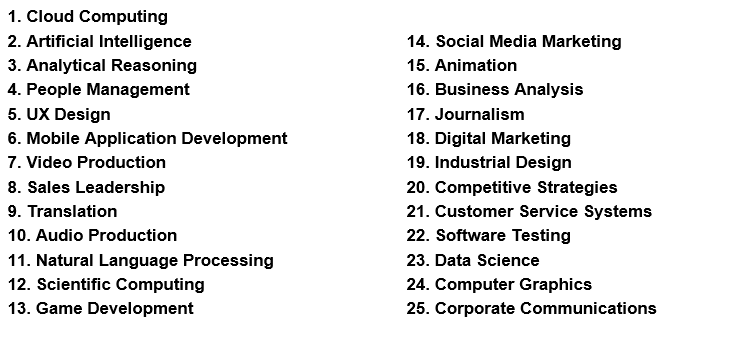 1. Cloud Computing
2. Artificial Intelligence
3. Analytical Reasoning
4. People Management
5. UX Design
6. Mobile Application Development
7. Video Production
8. Sales Leadership
9. Translation
10. Audio Production
11. Natural Language Processing
12. Scientific Computing
13. Game Development
14. Social Media Marketing
15. Animation
16. Business Analysis
17. Journalism
18. Digital Marketing
19. Industrial Design
20. Competitive Strategies
21. Customer Service Systems
22. Software Testing
23. Data Science
24. Computer Graphics
25. Corporate Communications